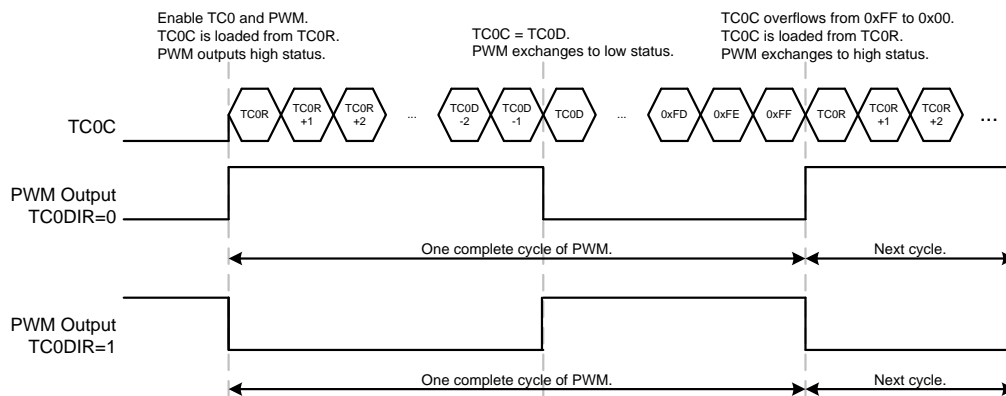 Enable TC0 and PWM.
TC0C is loaded from TC0R.
PWM outputs high status.
TC0C = TC0D.
PWM exchanges to low status.
TC0C overflows from 0xFF to 0x00.
TC0C is loaded from TC0R.
PWM exchanges to high status.
TC0C
TC0R
TC0R
+1
TC0R
+2
...
TC0D
-2
TC0D
-1
TC0D
...
0xFD
0xFE
0xFF
TC0R
TC0R
+1
TC0R
+2
...
PWM Output
TC0DIR=0
One complete cycle of PWM.
Next cycle.
PWM Output
TC0DIR=1
One complete cycle of PWM.
Next cycle.